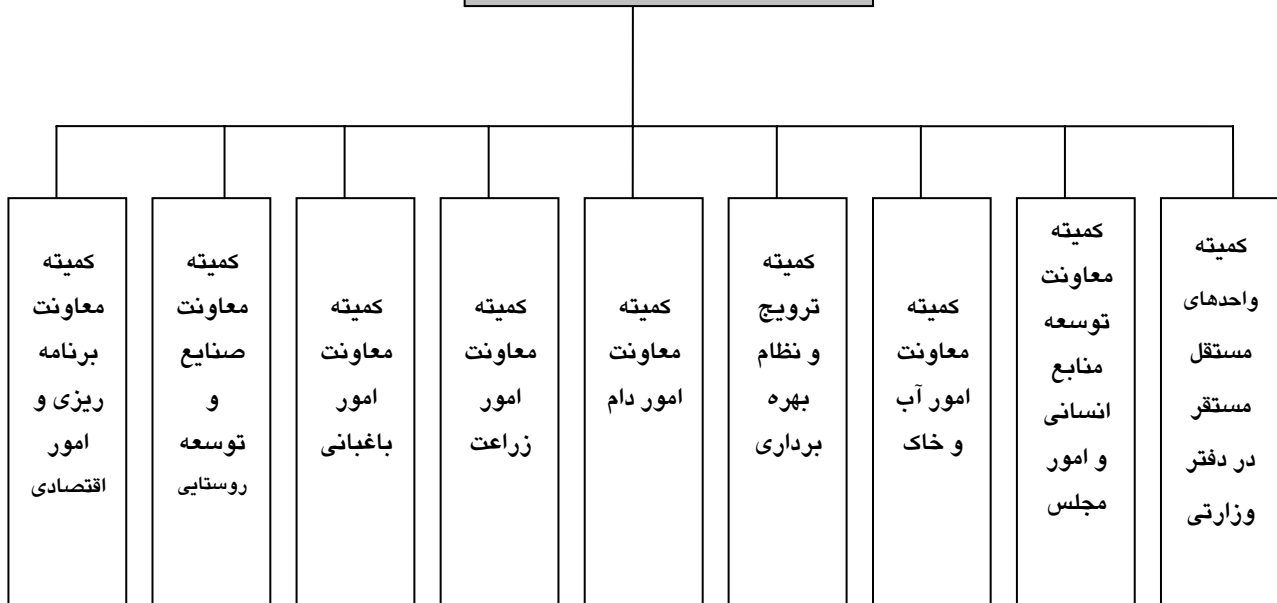 کمیته
واحدهای
مستقل
مستقر
در دفتر
وزارتی
کمیته
معاونت
توسعه
منابع
انسانی
و امور
مجلس
کمیته
معاونت
امور آب
و خاک
کمیته
ترویج
و نظام
بهره
برداری
کمیته
معاونت
امور دام
کمیته
معاونت
امور
زراعت
کمیته
معاونت
امور
باغبانی
کمیته
معاونت
صنایع
و
توسعه
روستایی
کمیته
معاونت
برنامه
ریزی و
امور
اقتصادی